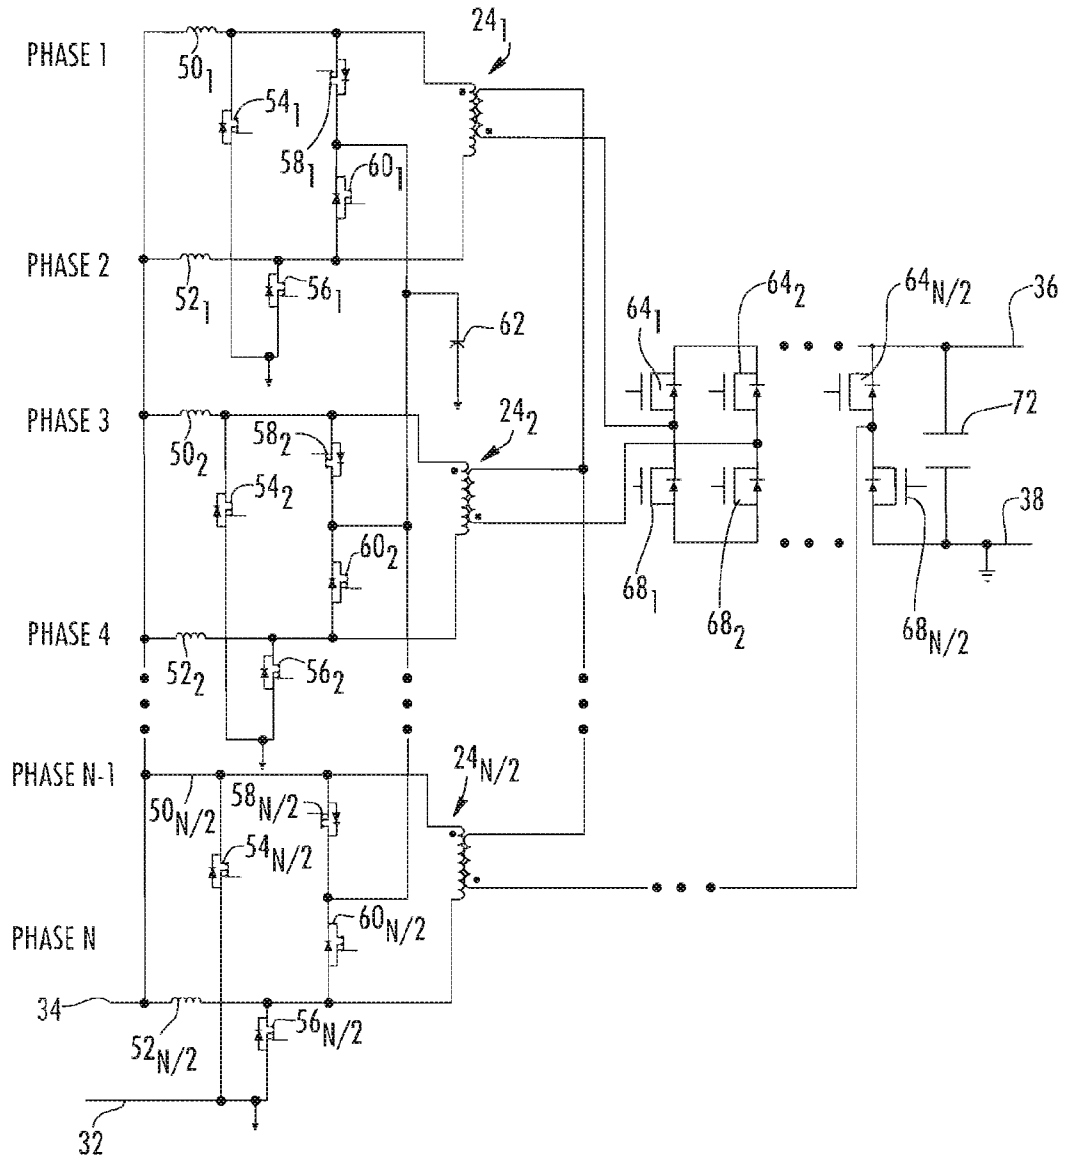 PHASE 1
50₁
54₁
58₁
60₁
24₁
PHASE 2
52₁
56₁
62
64₁
64₂
64N/2
36
PHASE 3
50₂
54₂
58₂
60₂
24₂
72
38
68₁
68₂
68N/2
PHASE 4
52₂
56₂
PHASE N-1
50N/2
54N/2
58N/2
24N/2
60N/2
PHASE N
34
52N/2
56N/2
32